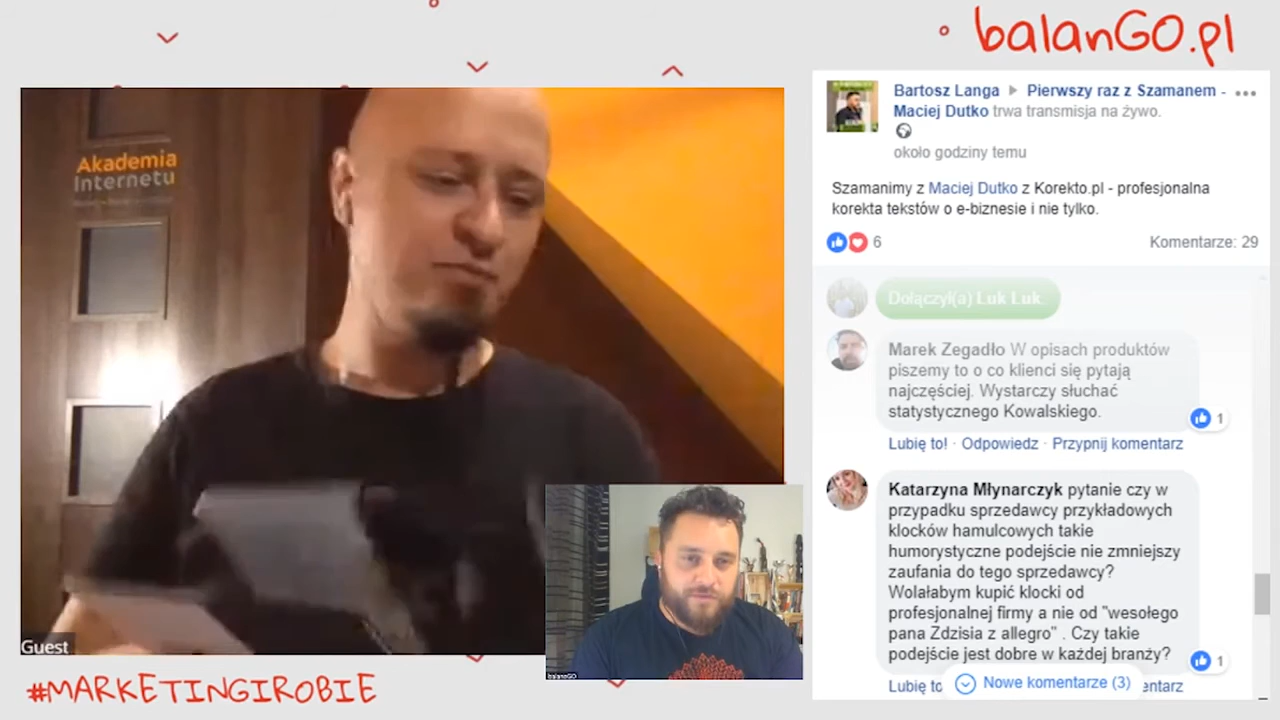 balanGO.pl
Akademia
Internetu
Guest
balanGO
#MARKETINGIROBIE
Bartosz Langa ▸ Pierwszy raz z Szamanem -
Maciej Dutko trwa transmisja na żywo.
około godziny temu
Szamanimy z Maciej Dutko z Korekto.pl - profesjonalna
korekta tekstów o e-biznesie i nie tylko.
6
Komentarze: 29
Dołączył(a) Luk Luk.
Marek Zegadło W opisach produktów
piszemy to o co klienci się pytają
najczęściej. Wystarczy słuchać
statystycznego Kowalskiego.
1
Lubię to! · Odpowiedz · Przypnij komentarz
Katarzyna Młynarczyk pytanie czy w
przypadku sprzedawcy przykładowych
klocków hamulcowych takie
humorystyczne podejście nie zmniejszy
zaufania do tego sprzedawcy?
Wolałabym kupić klocki od
profesjonalnej firmy a nie od "wesołego
pana Zdzisia z allegro" . Czy takie
podejście jest dobre w każdej branży?
1
Lubię to Nowe komentarze (3) entarz